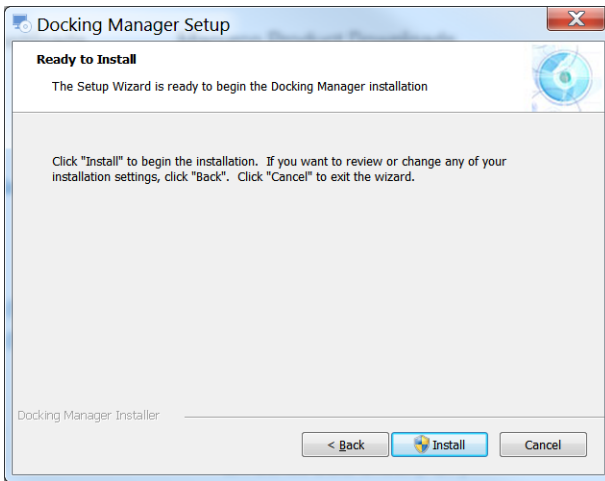 Docking Manager Setup
Ready to Install
The Setup Wizard is ready to begin the Docking Manager installation
Click "Install" to begin the installation.  If you want to review or change any of your
installation settings, click "Back".  Click "Cancel" to exit the wizard.
Docking Manager Installer
< Back
Install
Cancel